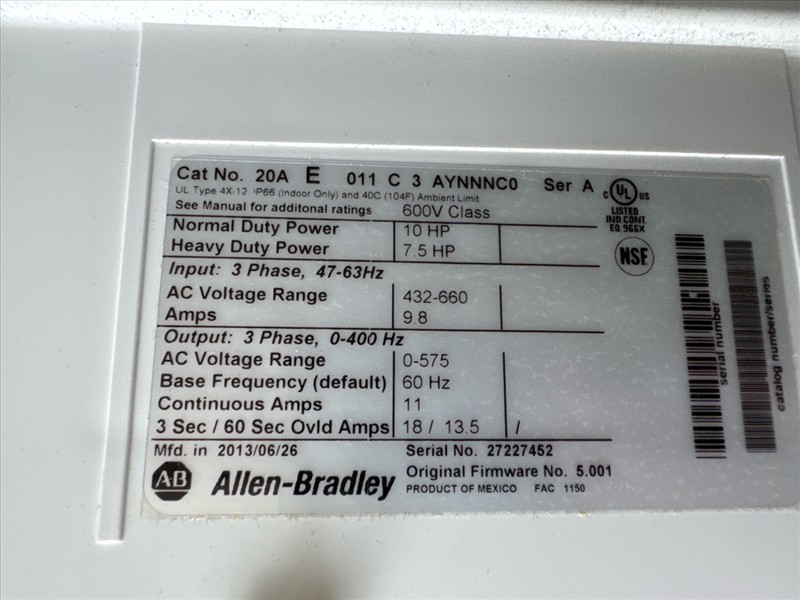 Cat No. 20A E 011 C 3 AYNNNC0 Ser A
UL Type 4X/12 IP66 (Indoor Only) and 40C (104F) Ambient Limit
See Manual for additonal ratings 600V Class
Normal Duty Power 10 HP
Heavy Duty Power 7.5 HP
Input: 3 Phase, 47-63Hz
AC Voltage Range 432-660
Amps 9.8
Output: 3 Phase, 0-400 Hz
AC Voltage Range 0-575
Base Frequency (default) 60 Hz
Continuous Amps 11
3 Sec / 60 Sec Ovld Amps 18 / 13.5 /
Mfd. in 2013/06/26 Serial No. 27227452
Original Firmware No. 5.001
AB Allen-Bradley PRODUCT OF MEXICO FAC 1150
C UL US
LISTED
IND.CONT.
EQ 966X
NSF
serial number
catalog number/series